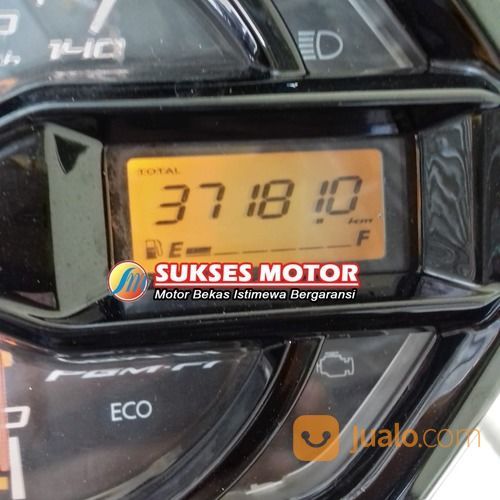 140
TOTAL
37181.0
km
E F
SUKSES MOTOR
Motor Bekas Istimewa Bergaransi
PGM-FI
ECO
jualo.com